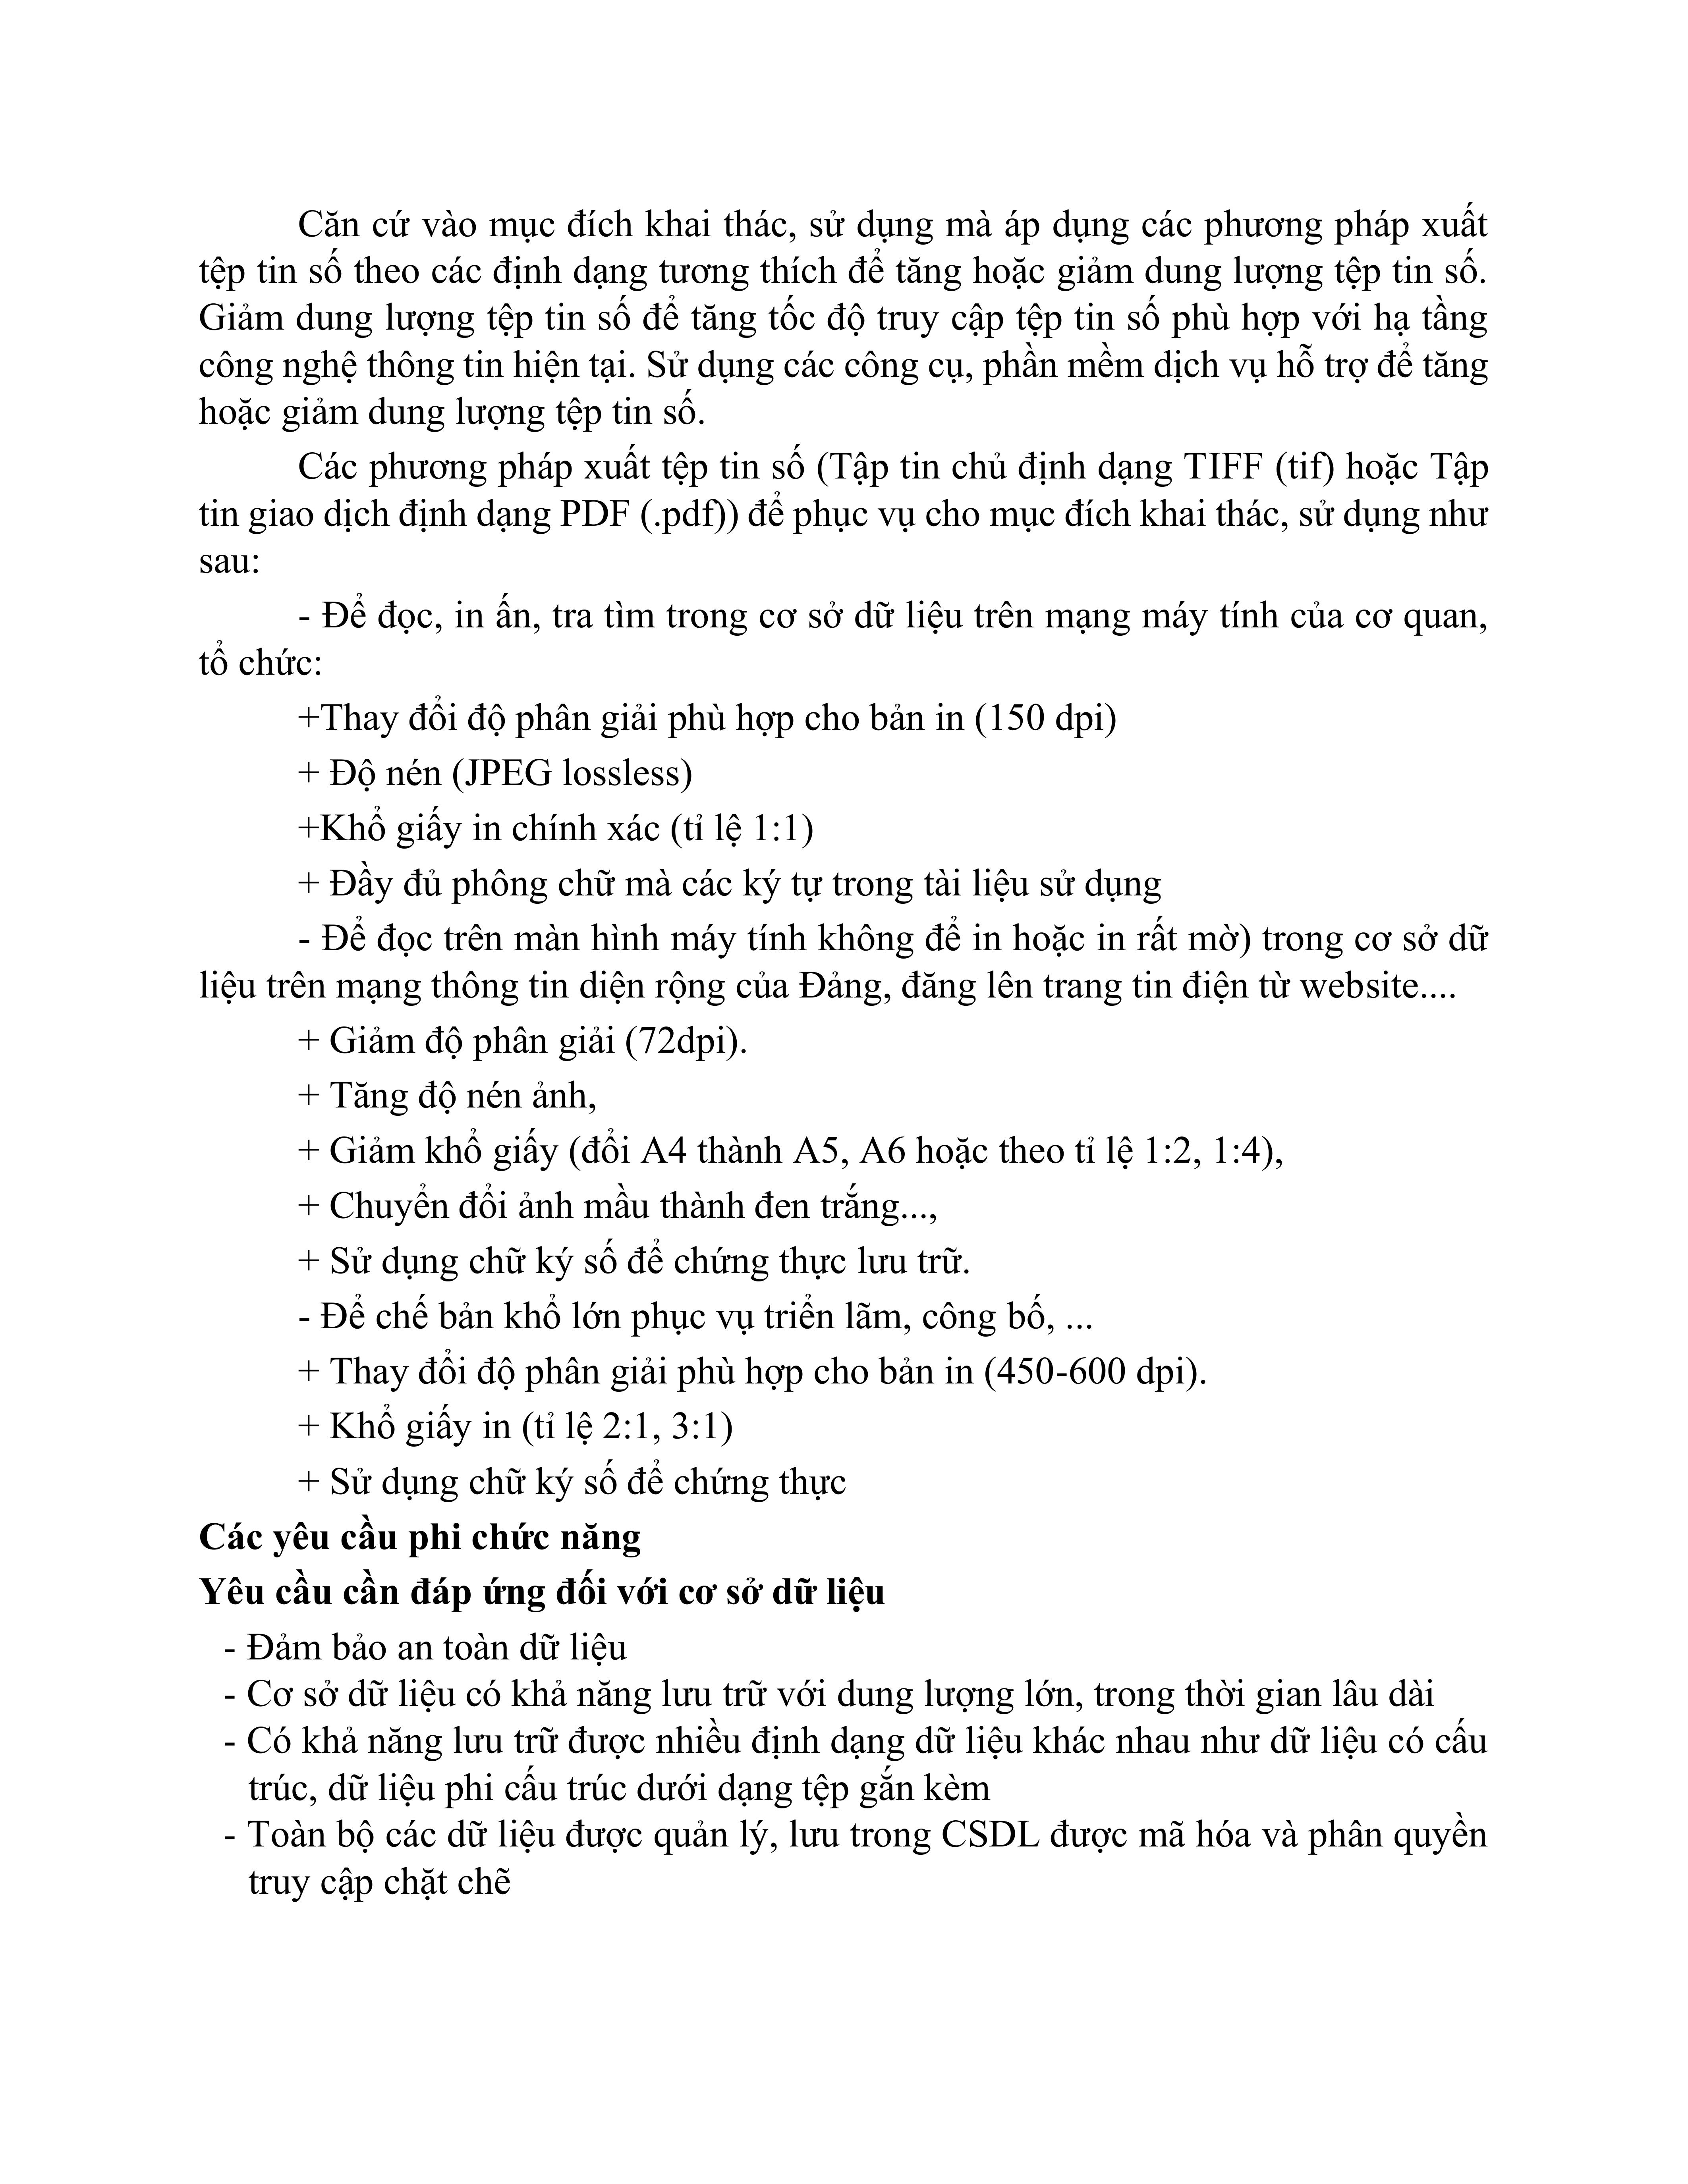 Căn cứ vào mục đích khai thác, sử dụng mà áp dụng các phương pháp xuất
tệp tin số theo các định dạng tương thích để tăng hoặc giảm dung lượng tệp tin số.
Giảm dung lượng tệp tin số để tăng tốc độ truy cập tệp tin số phù hợp với hạ tầng
công nghệ thông tin hiện tại. Sử dụng các công cụ, phần mềm dịch vụ hỗ trợ để tăng
hoặc giảm dung lượng tệp tin số.
Các phương pháp xuất tệp tin số (Tập tin chủ định dạng TIFF (tif) hoặc Tập
tin giao dịch định dạng PDF (.pdf)) để phục vụ cho mục đích khai thác, sử dụng như
sau:
- Để đọc, in ấn, tra tìm trong cơ sở dữ liệu trên mạng máy tính của cơ quan,
tổ chức:
+Thay đổi độ phân giải phù hợp cho bản in (150 dpi)
+ Độ nén (JPEG lossless)
+Khổ giấy in chính xác (tỉ lệ 1:1)
+ Đầy đủ phông chữ mà các ký tự trong tài liệu sử dụng
- Để đọc trên màn hình máy tính không để in hoặc in rất mờ) trong cơ sở dữ
liệu trên mạng thông tin diện rộng của Đảng, đăng lên trang tin điện từ website....
+ Giảm độ phân giải (72dpi).
+ Tăng độ nén ảnh,
+ Giảm khổ giấy (đổi A4 thành A5, A6 hoặc theo tỉ lệ 1:2, 1:4),
+ Chuyển đổi ảnh mầu thành đen trắng...,
+ Sử dụng chữ ký số để chứng thực lưu trữ.
- Để chế bản khổ lớn phục vụ triển lãm, công bố, ...
+ Thay đổi độ phân giải phù hợp cho bản in (450-600 dpi).
+ Khổ giấy in (tỉ lệ 2:1, 3:1)
+ Sử dụng chữ ký số để chứng thực
Các yêu cầu phi chức năng
Yêu cầu cần đáp ứng đối với cơ sở dữ liệu
- Đảm bảo an toàn dữ liệu
- Cơ sở dữ liệu có khả năng lưu trữ với dung lượng lớn, trong thời gian lâu dài
- Có khả năng lưu trữ được nhiều định dạng dữ liệu khác nhau như dữ liệu có cấu
trúc, dữ liệu phi cấu trúc dưới dạng tệp gắn kèm
- Toàn bộ các dữ liệu được quản lý, lưu trong CSDL được mã hóa và phân quyền
truy cập chặt chẽ